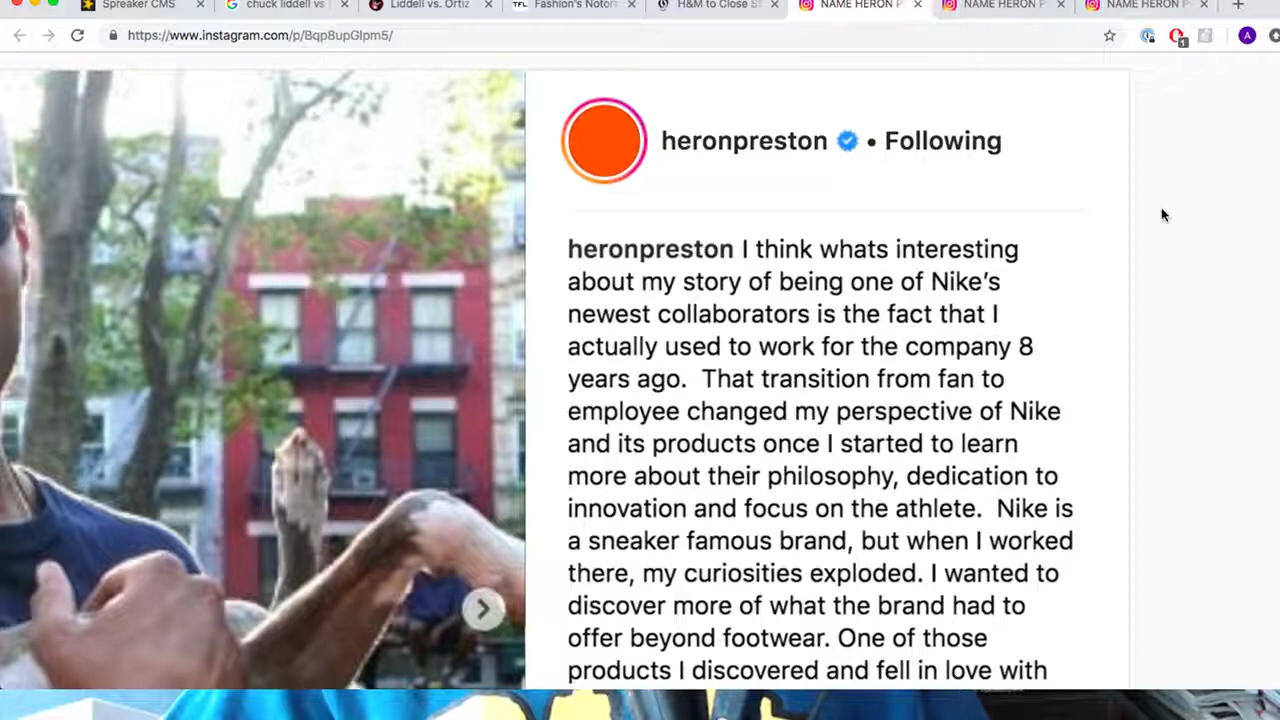 Spreaker CMS
chuck liddell vs
Liddell vs. Ortiz
TFL
Fashion's Notor
H&M to Close S
NAME HERON P
NAME HERON P
NAME HERON P
https://www.instagram.com/p/Bqp8upGlpm5/
1
A
heronpreston • Following
heronpreston I think whats interesting
about my story of being one of Nike's
newest collaborators is the fact that I
actually used to work for the company 8
years ago. That transition from fan to
employee changed my perspective of Nike
and its products once I started to learn
more about their philosophy, dedication to
innovation and focus on the athlete. Nike is
a sneaker famous brand, but when I worked
there, my curiosities exploded. I wanted to
discover more of what the brand had to
offer beyond footwear. One of those
products I discovered and fell in love with